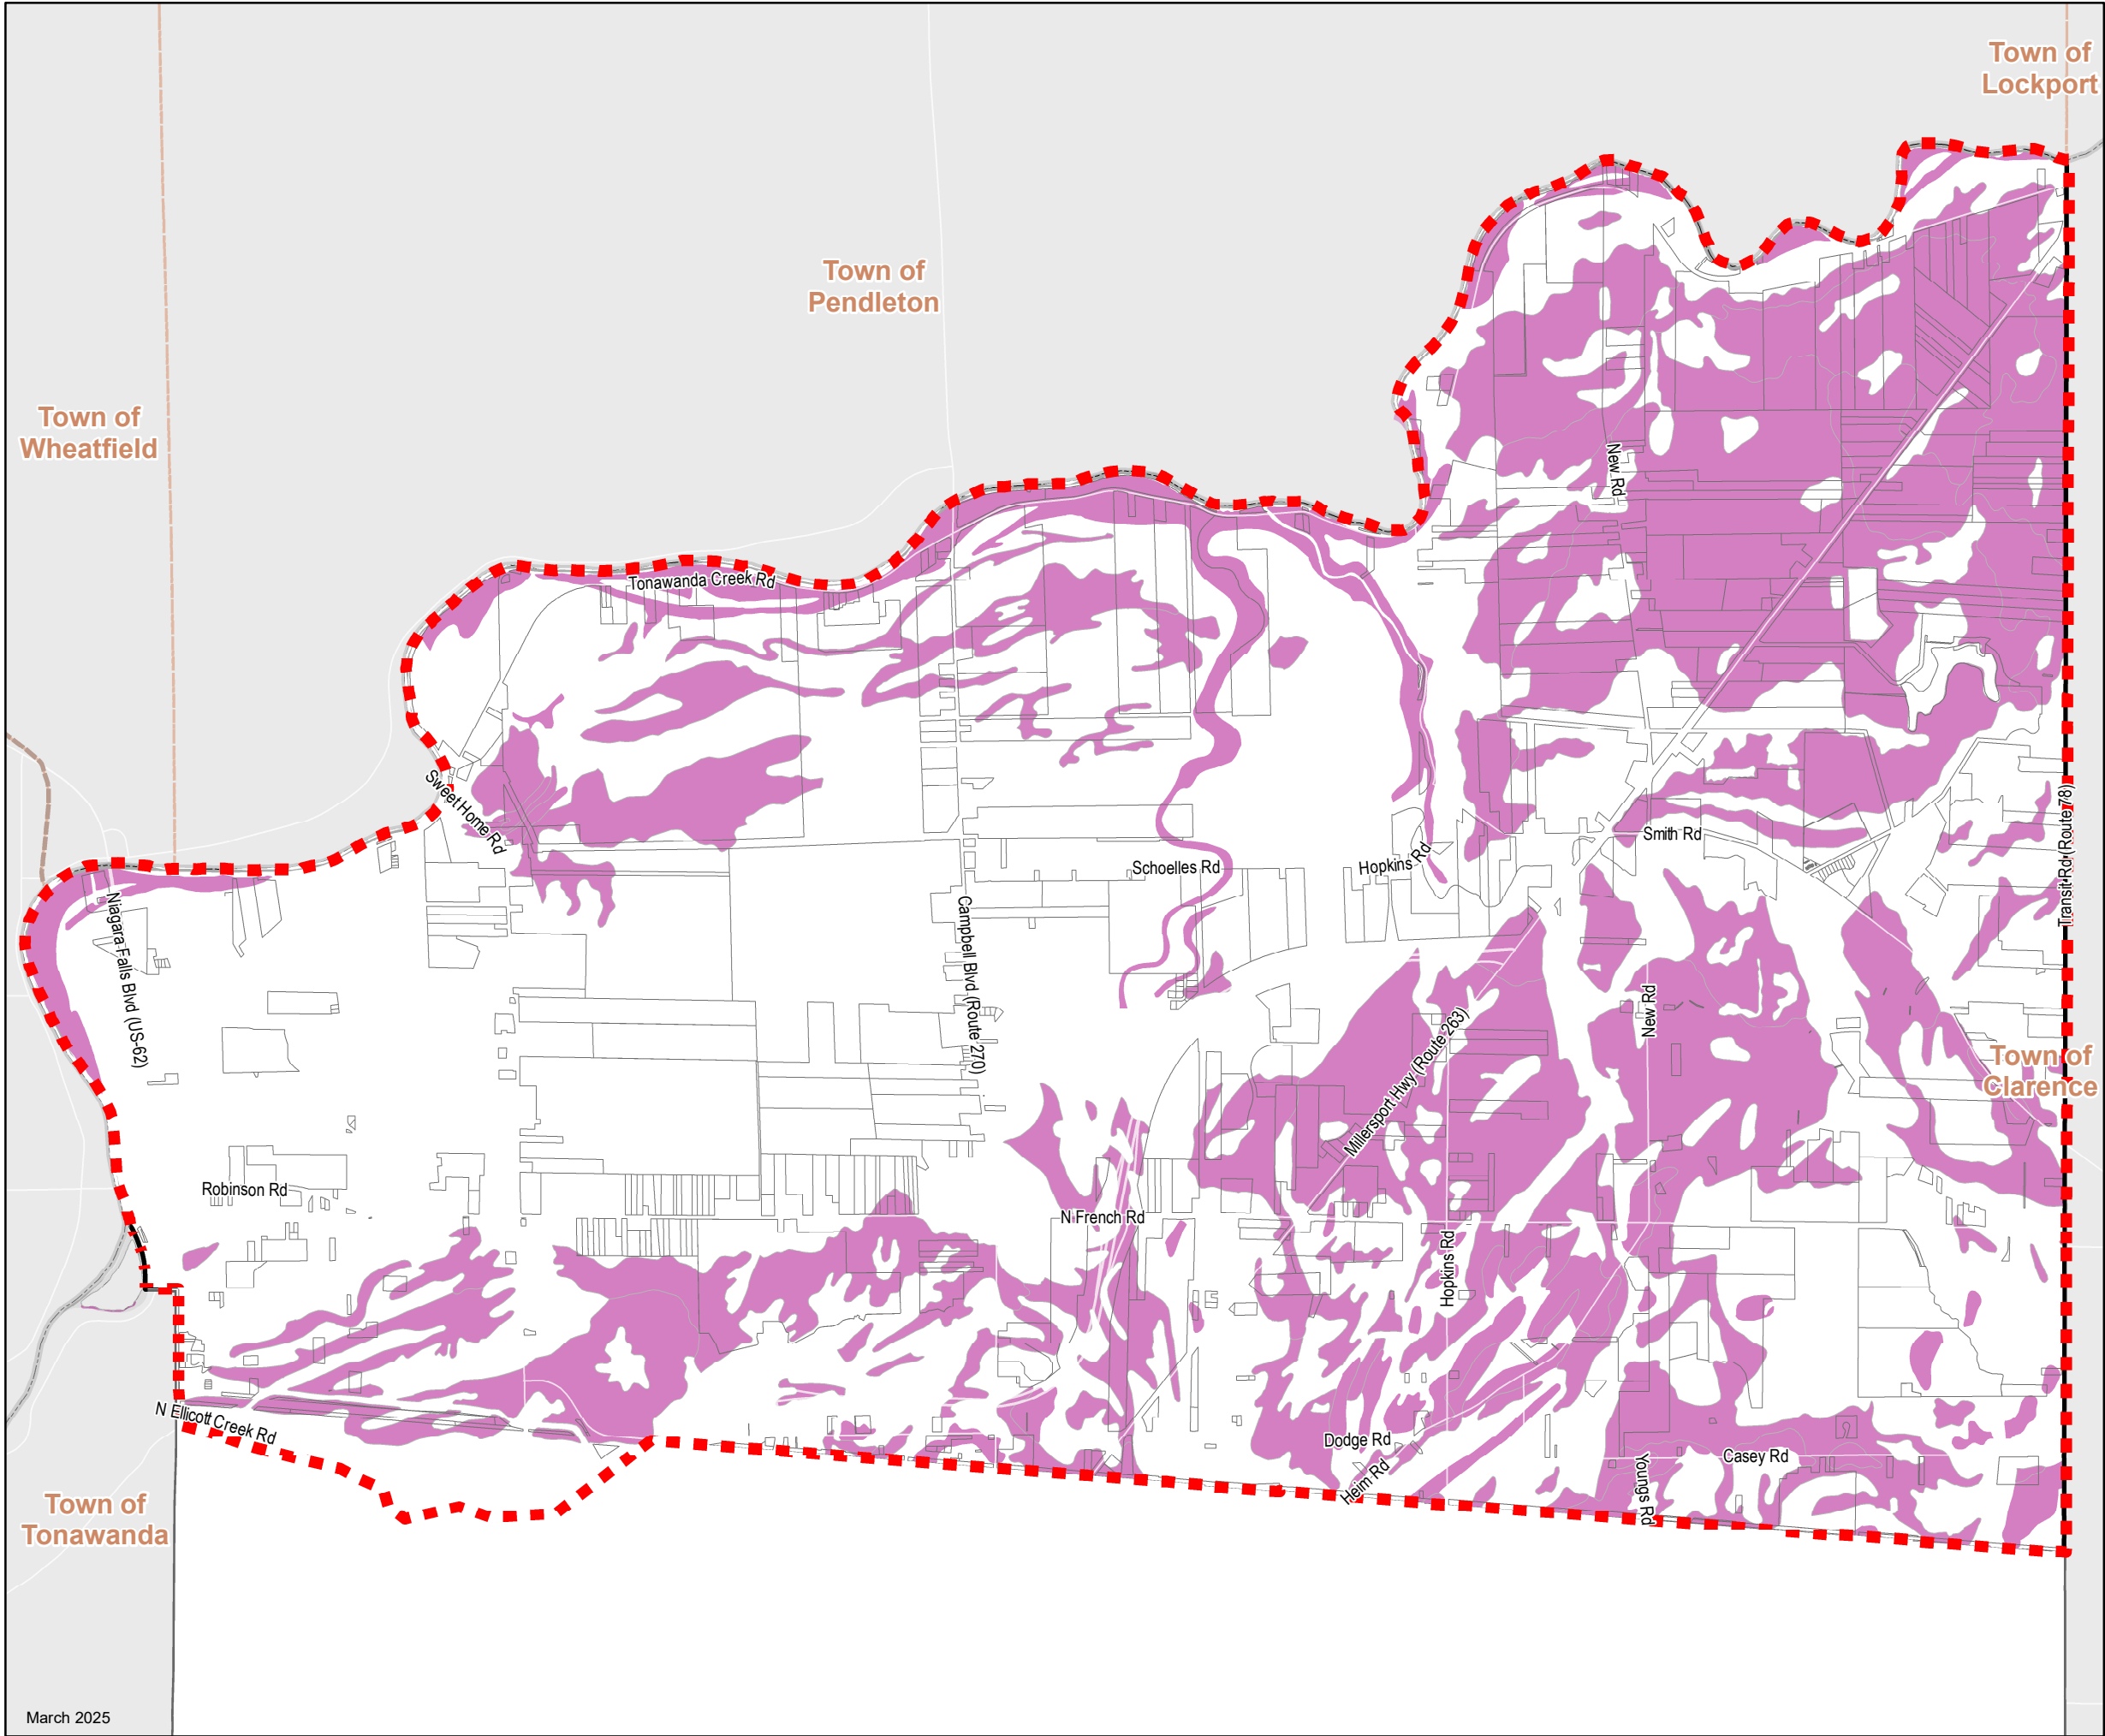 Town of
Lockport
Town of
Pendleton
Town of
Wheatfield
New Rd
Tonawanda Creek Rd
Sweet Home Rd
Smith Rd
Schoelles Rd
Hopkins Rd
Transit Rd (Route 78)
Niagara Falls Blvd (US-62)
Campbell Blvd (Route 270)
New Rd
Millersport Hwy (Route 263)
Town of
Clarence
Robinson Rd
N French Rd
Hopkins Rd
N Ellicott Creek Rd
Dodge Rd
Heim Rd
Casey Rd
Youngs Rd
Town of
Tonawanda
March 2025